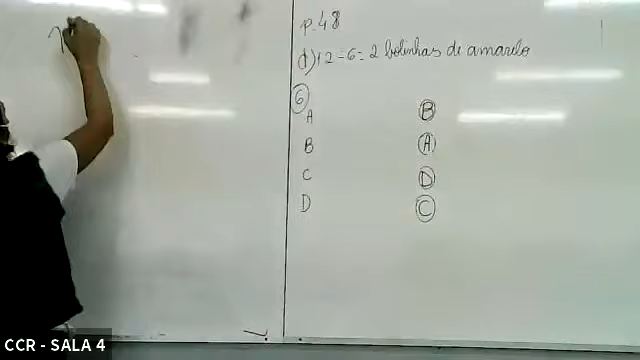 p.48
d) 12÷6=2 bolinhas de amarelo
6
A B
B A
C D
D C
CCR - SALA 4